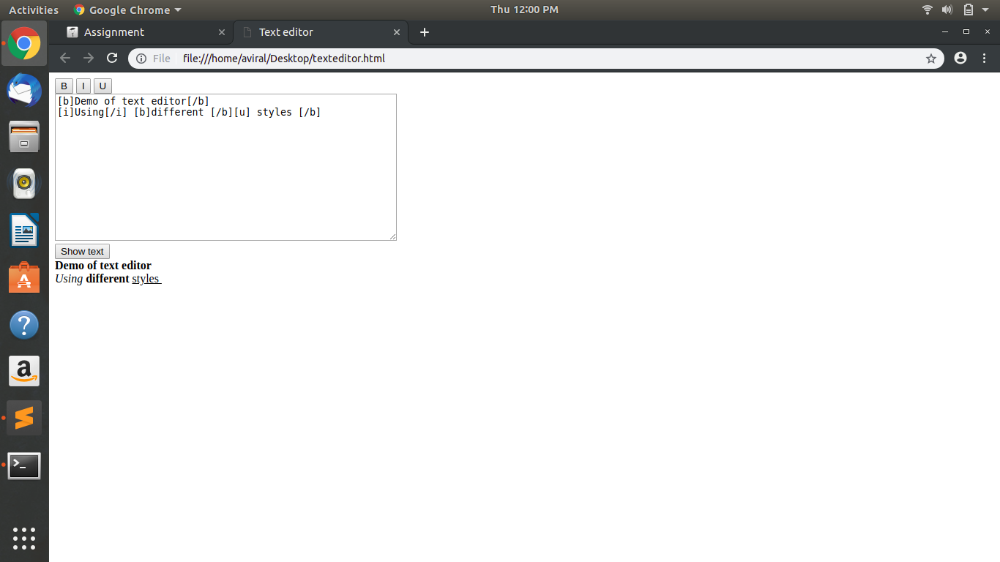 Activities Google Chrome Thu 12:00 PM
Assignment Text editor
File file:///home/aviral/Desktop/texteditor.html
B I U
[b]Demo of text editor[/b]
[i]Using[/i] [b]different [/b][u] styles [/b]
Show text
Demo of text editor
Using different styles